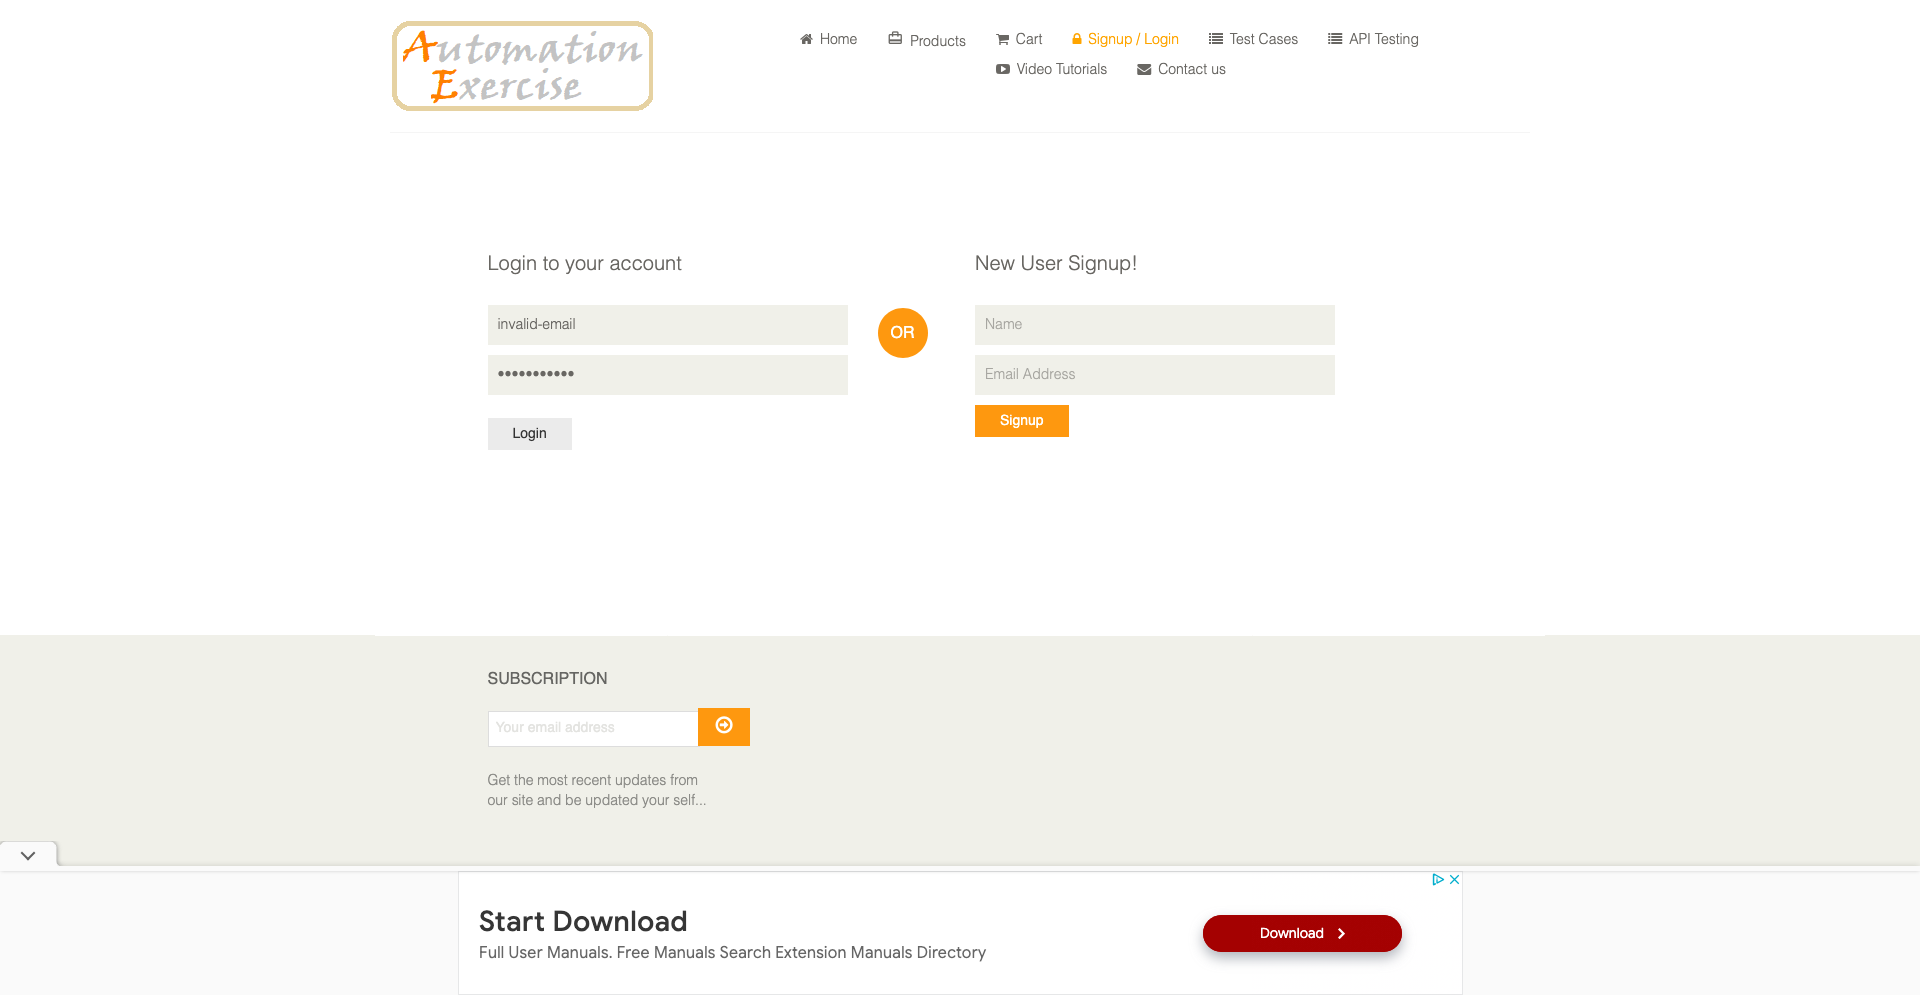 Automation
Exercise
Home
Products
Cart
Signup / Login
Test Cases
API Testing
Video Tutorials
Contact us
Login to your account
New User Signup!
invalid-email
•••••••••••
OR
Name
Email Address
Login
Signup
SUBSCRIPTION
Your email address
Get the most recent updates from
our site and be updated your self...
Start Download
Full User Manuals. Free Manuals Search Extension Manuals Directory
Download